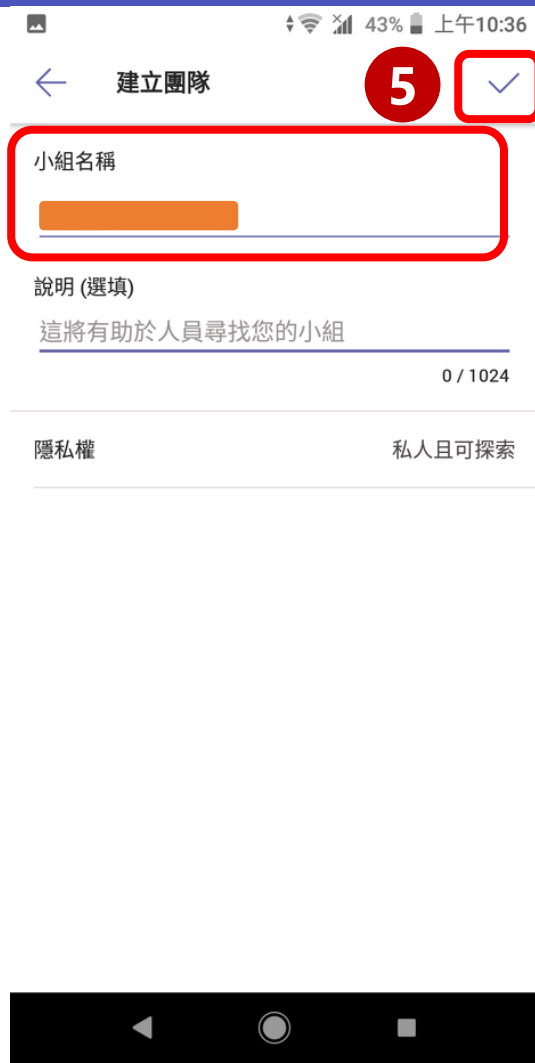 43% 上午10:36
建立團隊
5
小組名稱
說明 (選填)
這將有助於人員尋找您的小組
0 / 1024
隱私權 私人且可探索